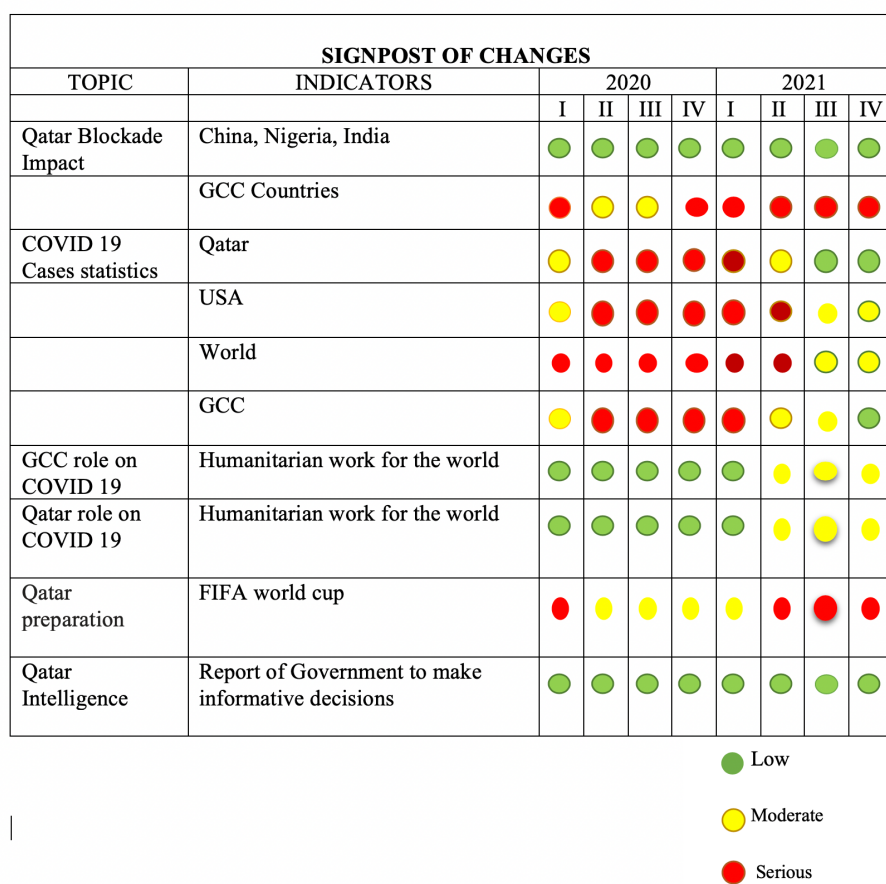 SIGNPOST OF CHANGES
TOPIC INDICATORS 2020 2021
I II III IV I II III IV
Qatar Blockade China, Nigeria, India
Impact
GCC Countries
COVID 19 Qatar
Cases statistics
USA
World
GCC
GCC role on Humanitarian work for the world
COVID 19
Qatar role on Humanitarian work for the world
COVID 19
Qatar FIFA world cup
preparation
Qatar Report of Government to make
Intelligence informative decisions
Low
Moderate
Serious